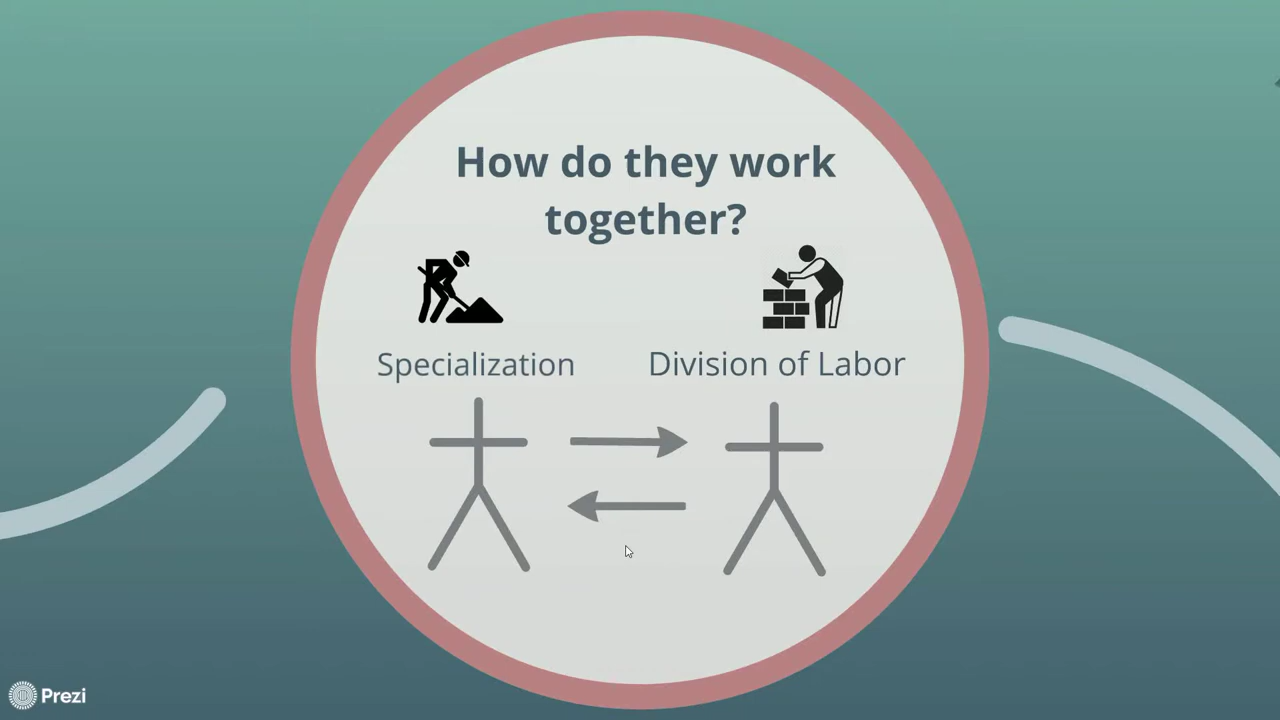 How do they work
together?
Specialization
Division of Labor
Prezi